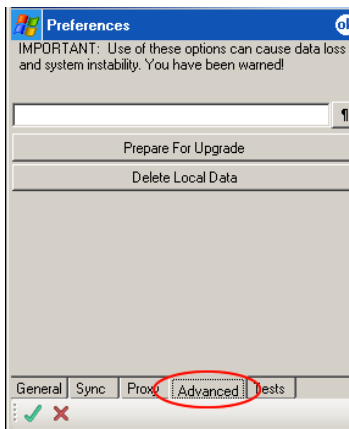 Preferences
IMPORTANT: Use of these options can cause data loss
and system instability. You have been warned!
¶
Prepare For Upgrade
Delete Local Data
General Sync Proxy Advanced Tests